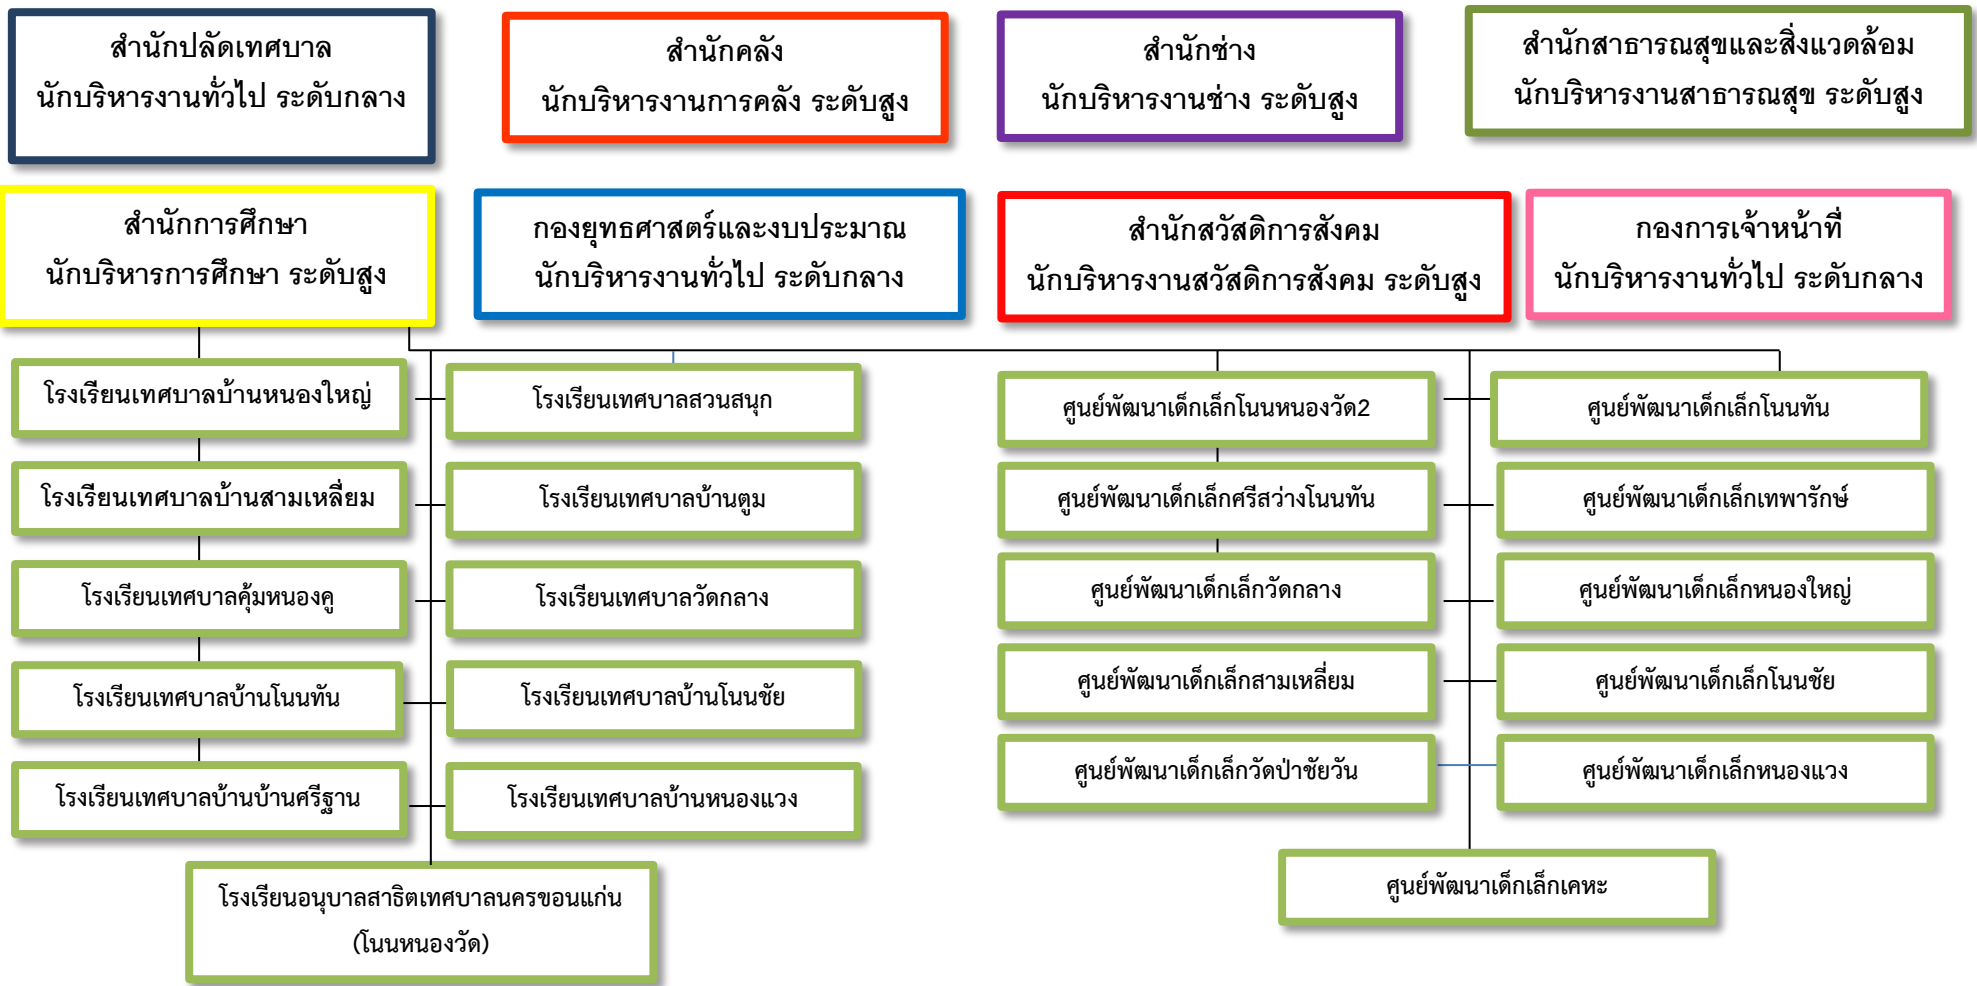 สำนักปลัดเทศบาล
นักบริหารงานทั่วไป ระดับกลาง
สำนักคลัง
นักบริหารงานการคลัง ระดับสูง
สำนักช่าง
นักบริหารงานช่าง ระดับสูง
สำนักสาธารณสุขและสิ่งแวดล้อม
นักบริหารงานสาธารณสุข ระดับสูง
สำนักการศึกษา
นักบริหารการศึกษา ระดับสูง
กองยุทธศาสตร์และงบประมาณ
นักบริหารงานทั่วไป ระดับกลาง
สำนักสวัสดิการสังคม
นักบริหารงานสวัสดิการสังคม ระดับสูง
กองการเจ้าหน้าที่
นักบริหารงานทั่วไป ระดับกลาง
โรงเรียนเทศบาลบ้านหนองใหญ่
โรงเรียนเทศบาลสวนสนุก
ศูนย์พัฒนาเด็กเล็กโนนหนองวัด2
ศูนย์พัฒนาเด็กเล็กโนนทัน
โรงเรียนเทศบาลบ้านสามเหลี่ยม
โรงเรียนเทศบาลบ้านตูม
ศูนย์พัฒนาเด็กเล็กศรีสว่างโนนทัน
ศูนย์พัฒนาเด็กเล็กเทพารักษ์
โรงเรียนเทศบาลคุ้มหนองคู
โรงเรียนเทศบาลวัดกลาง
ศูนย์พัฒนาเด็กเล็กวัดกลาง
ศูนย์พัฒนาเด็กเล็กหนองใหญ่
โรงเรียนเทศบาลบ้านโนนทัน
โรงเรียนเทศบาลบ้านโนนชัย
ศูนย์พัฒนาเด็กเล็กสามเหลี่ยม
ศูนย์พัฒนาเด็กเล็กโนนชัย
โรงเรียนเทศบาลบ้านบ้านศรีฐาน
โรงเรียนเทศบาลบ้านหนองแวง
ศูนย์พัฒนาเด็กเล็กวัดป่าชัยวัน
ศูนย์พัฒนาเด็กเล็กหนองแวง
โรงเรียนอนุบาลสาธิตเทศบาลนครขอนแก่น
(โนนหนองวัด)
ศูนย์พัฒนาเด็กเล็กเคหะ